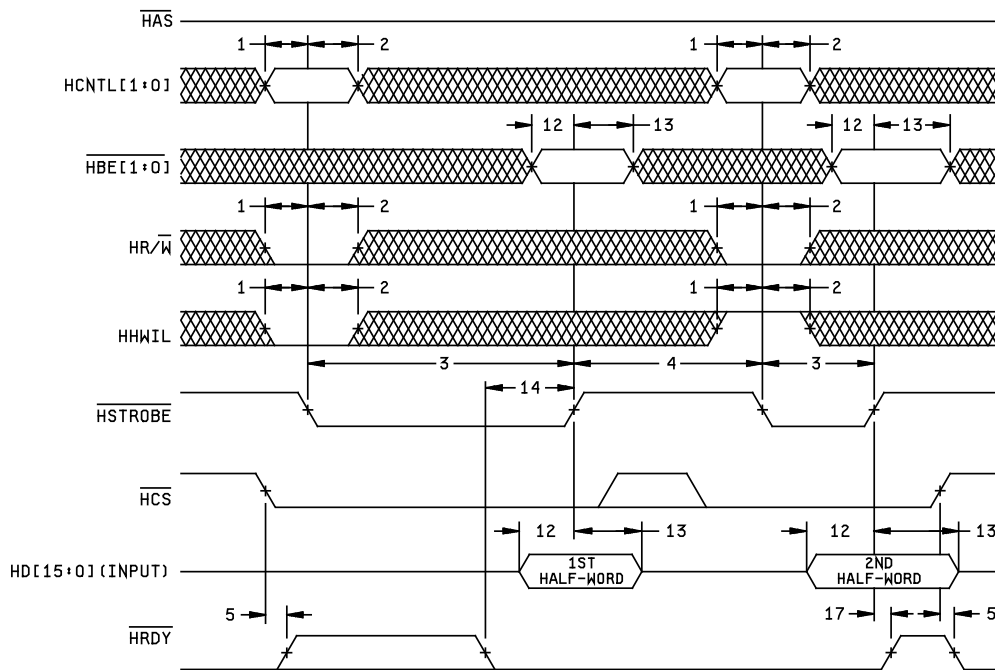 HAS
1 2 1 2
HCNTL[1:0]
12 13 12 13
HBE[1:0]
1 2 1 2
HR/W
1 2 1 2
HHWIL
3 4 3
14
HSTROBE
HCS
12 13 12 13
HD[15:0](INPUT)
1ST
HALF-WORD
2ND
HALF-WORD
5 17 5
HRDY